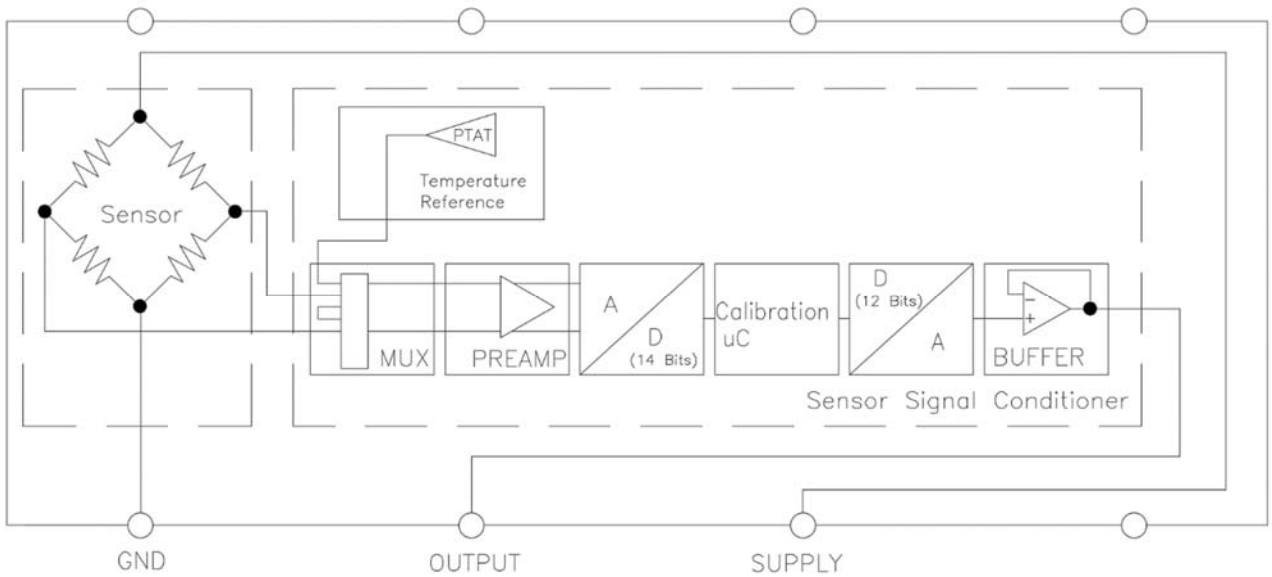 PTAT
Temperature
Reference
Sensor
MUX
PREAMP
A
D
(14 Bits)
Calibration
uC
D
(12 Bits)
A
−
+
BUFFER
Sensor Signal Conditioner
GND
OUTPUT
SUPPLY